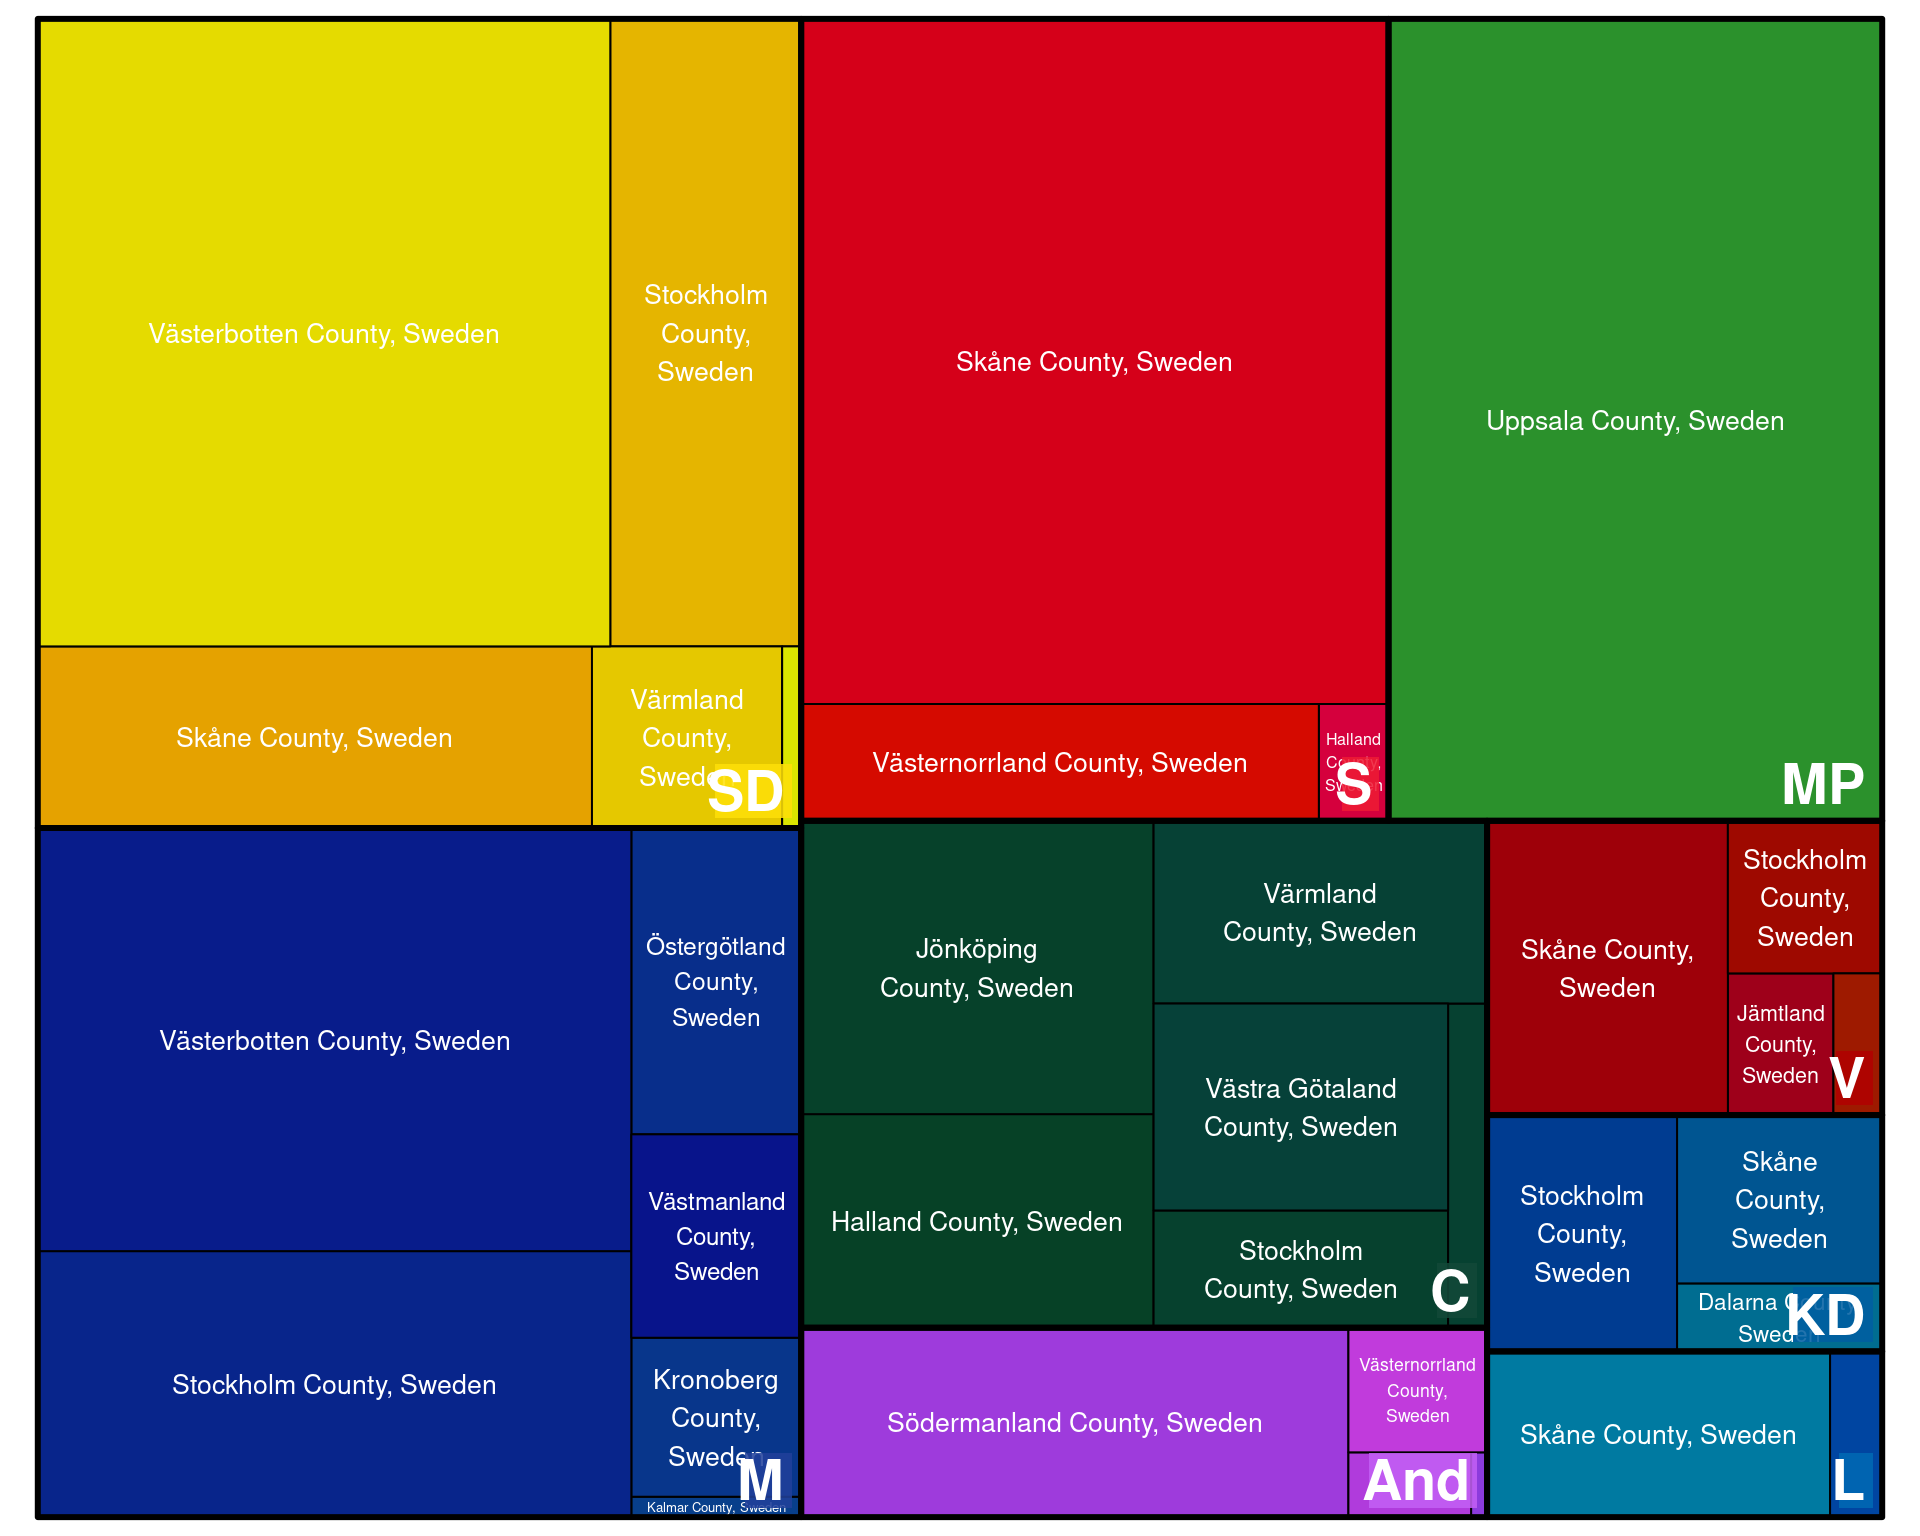 Västerbotten County, Sweden
Stockholm
County,
Sweden
Skåne County, Sweden
Värmland
County,
Sweden
SD
Skåne County, Sweden
Västernorrland County, Sweden
Halland
County,
Sweden
S
Uppsala County, Sweden
MP
Västerbotten County, Sweden
Östergötland
County,
Sweden
Västmanland
County,
Sweden
Stockholm County, Sweden
Kronoberg
County,
Sweden
Kalmar County, Sweden
M
Jönköping
County, Sweden
Värmland
County, Sweden
Västra Götaland
County, Sweden
Halland County, Sweden
Stockholm
County, Sweden
C
Södermanland County, Sweden
Västernorrland
County,
Sweden
And
Skåne County,
Sweden
Stockholm
County,
Sweden
Jämtland
County,
Sweden
V
Stockholm
County,
Sweden
Skåne
County,
Sweden
Dalarna County,
Sweden
KD
Skåne County, Sweden
L